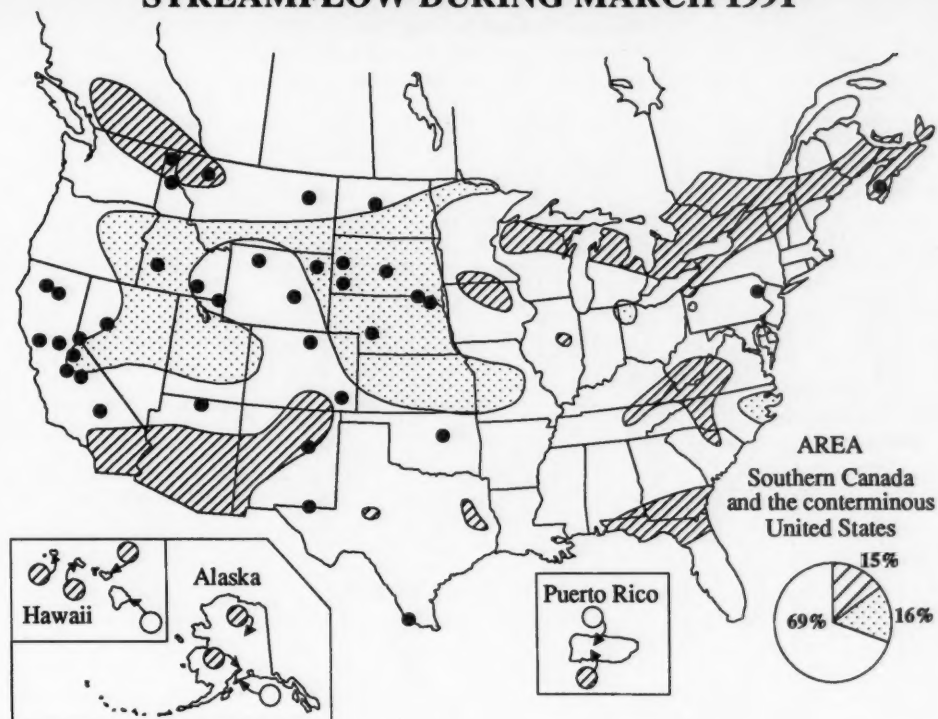 STREAMFLOW DURING MARCH 1991
AREA
Southern Canada
and the conterminous
United States
15%
69%
16%
Hawaii
Alaska
Puerto Rico